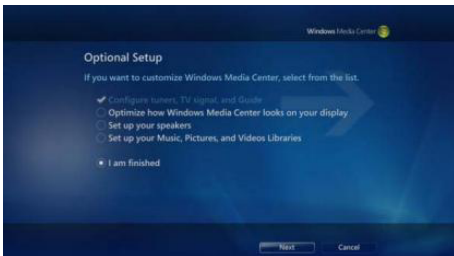 Windows Media Center
Optional Setup
If you want to customize Windows Media Center, select from the list.
Configure tuners, TV signal, and Guide
Optimize how Windows Media Center looks on your display
Set up your speakers
Set up your Music, Pictures, and Videos Libraries
I am finished
Next Cancel